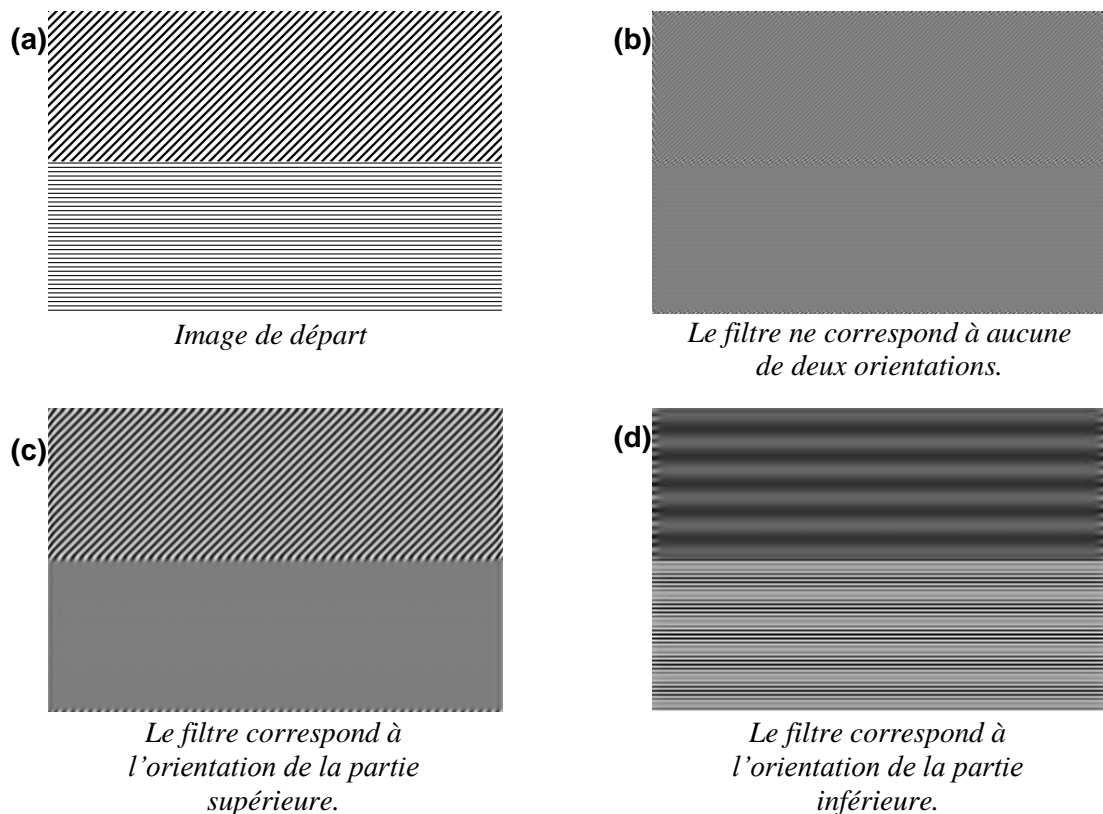 (a)
Image de départ
(b)
Le filtre ne correspond à aucune
de deux orientations.
(c)
Le filtre correspond à
l’orientation de la partie
supérieure.
(d)
Le filtre correspond à
l’orientation de la partie
inférieure.